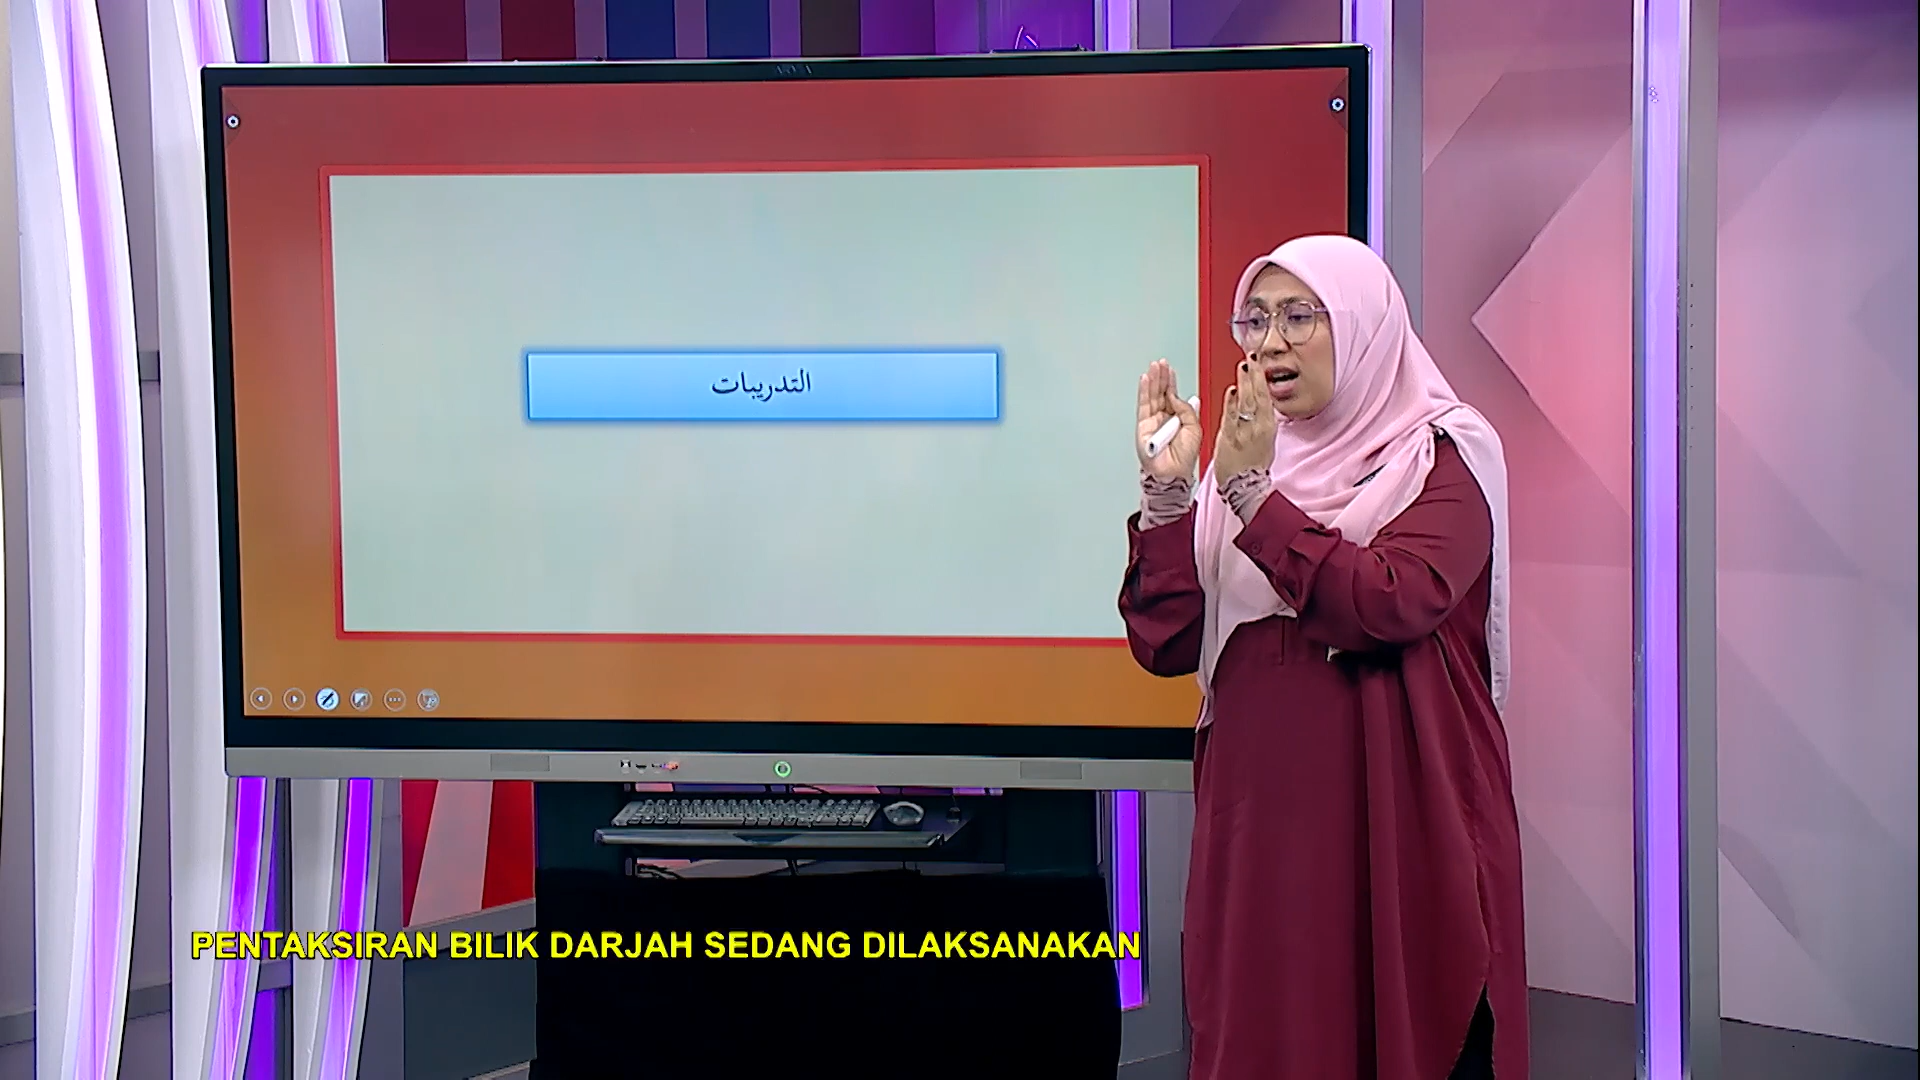 التدريبات
PENTAKSIRAN BILIK DARJAH SEDANG DILAKSANAKAN